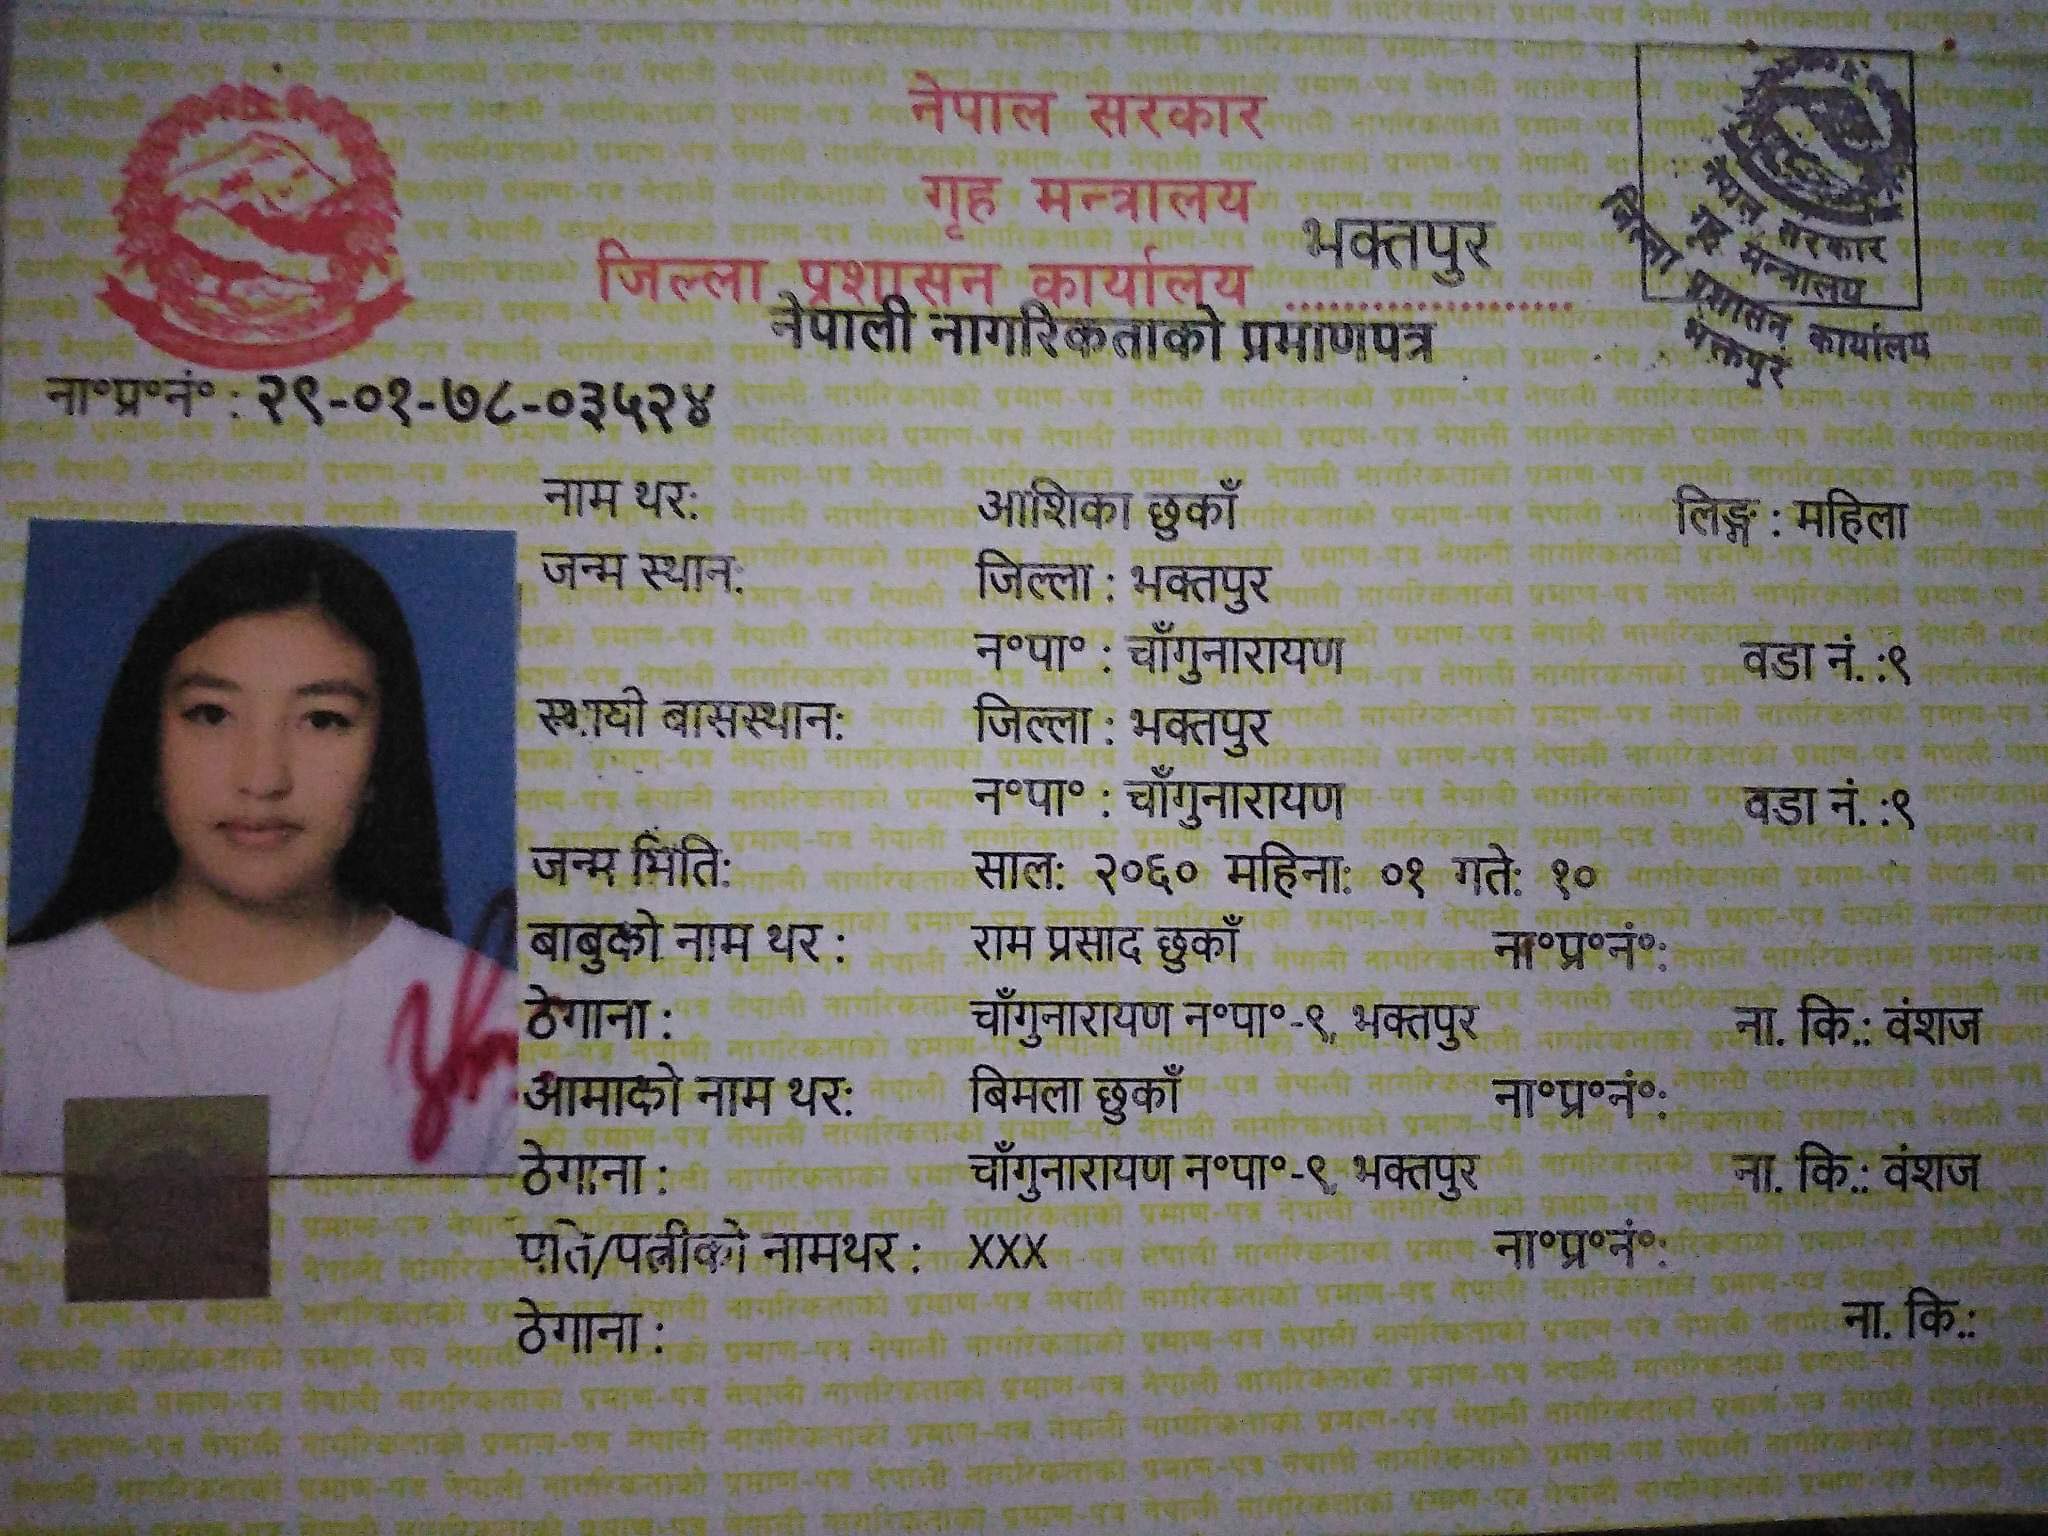 नेपाल सरकार
गृह मन्त्रालय
जिल्ला प्रशासन कार्यालय भक्तपुर
नेपाली नागरिकताको प्रमाणपत्र
नेपाल सरकार
गृह मन्त्रालय
जिल्ला प्रशासन कार्यालय
भक्तपुर
ना॰प्र॰नं॰ : २९-०१-७८-०३५२४
नाम थर: आशिका छुकाँ लिङ्ग : महिला
जन्म स्थान: जिल्ला : भक्तपुर
न॰पा॰ : चाँगुनारायण वडा नं. :९
स्थायी बासस्थान: जिल्ला : भक्तपुर
न॰पा॰ : चाँगुनारायण वडा नं. :९
जन्म मिति: साल: २०६० महिना: ०१ गते: १०
बाबुको नाम थर : राम प्रसाद छुकाँ ना॰प्र॰नं॰:
ठेगाना : चाँगुनारायण न॰पा॰-९, भक्तपुर ना. कि.: वंशज
आमाको नाम थर: बिमला छुकाँ ना॰प्र॰नं॰:
ठेगाना : चाँगुनारायण न॰पा॰-९, भक्तपुर ना. कि.: वंशज
पति/पत्नीको नामथर : XXX ना॰प्र॰नं॰:
ठेगाना : ना. कि.: